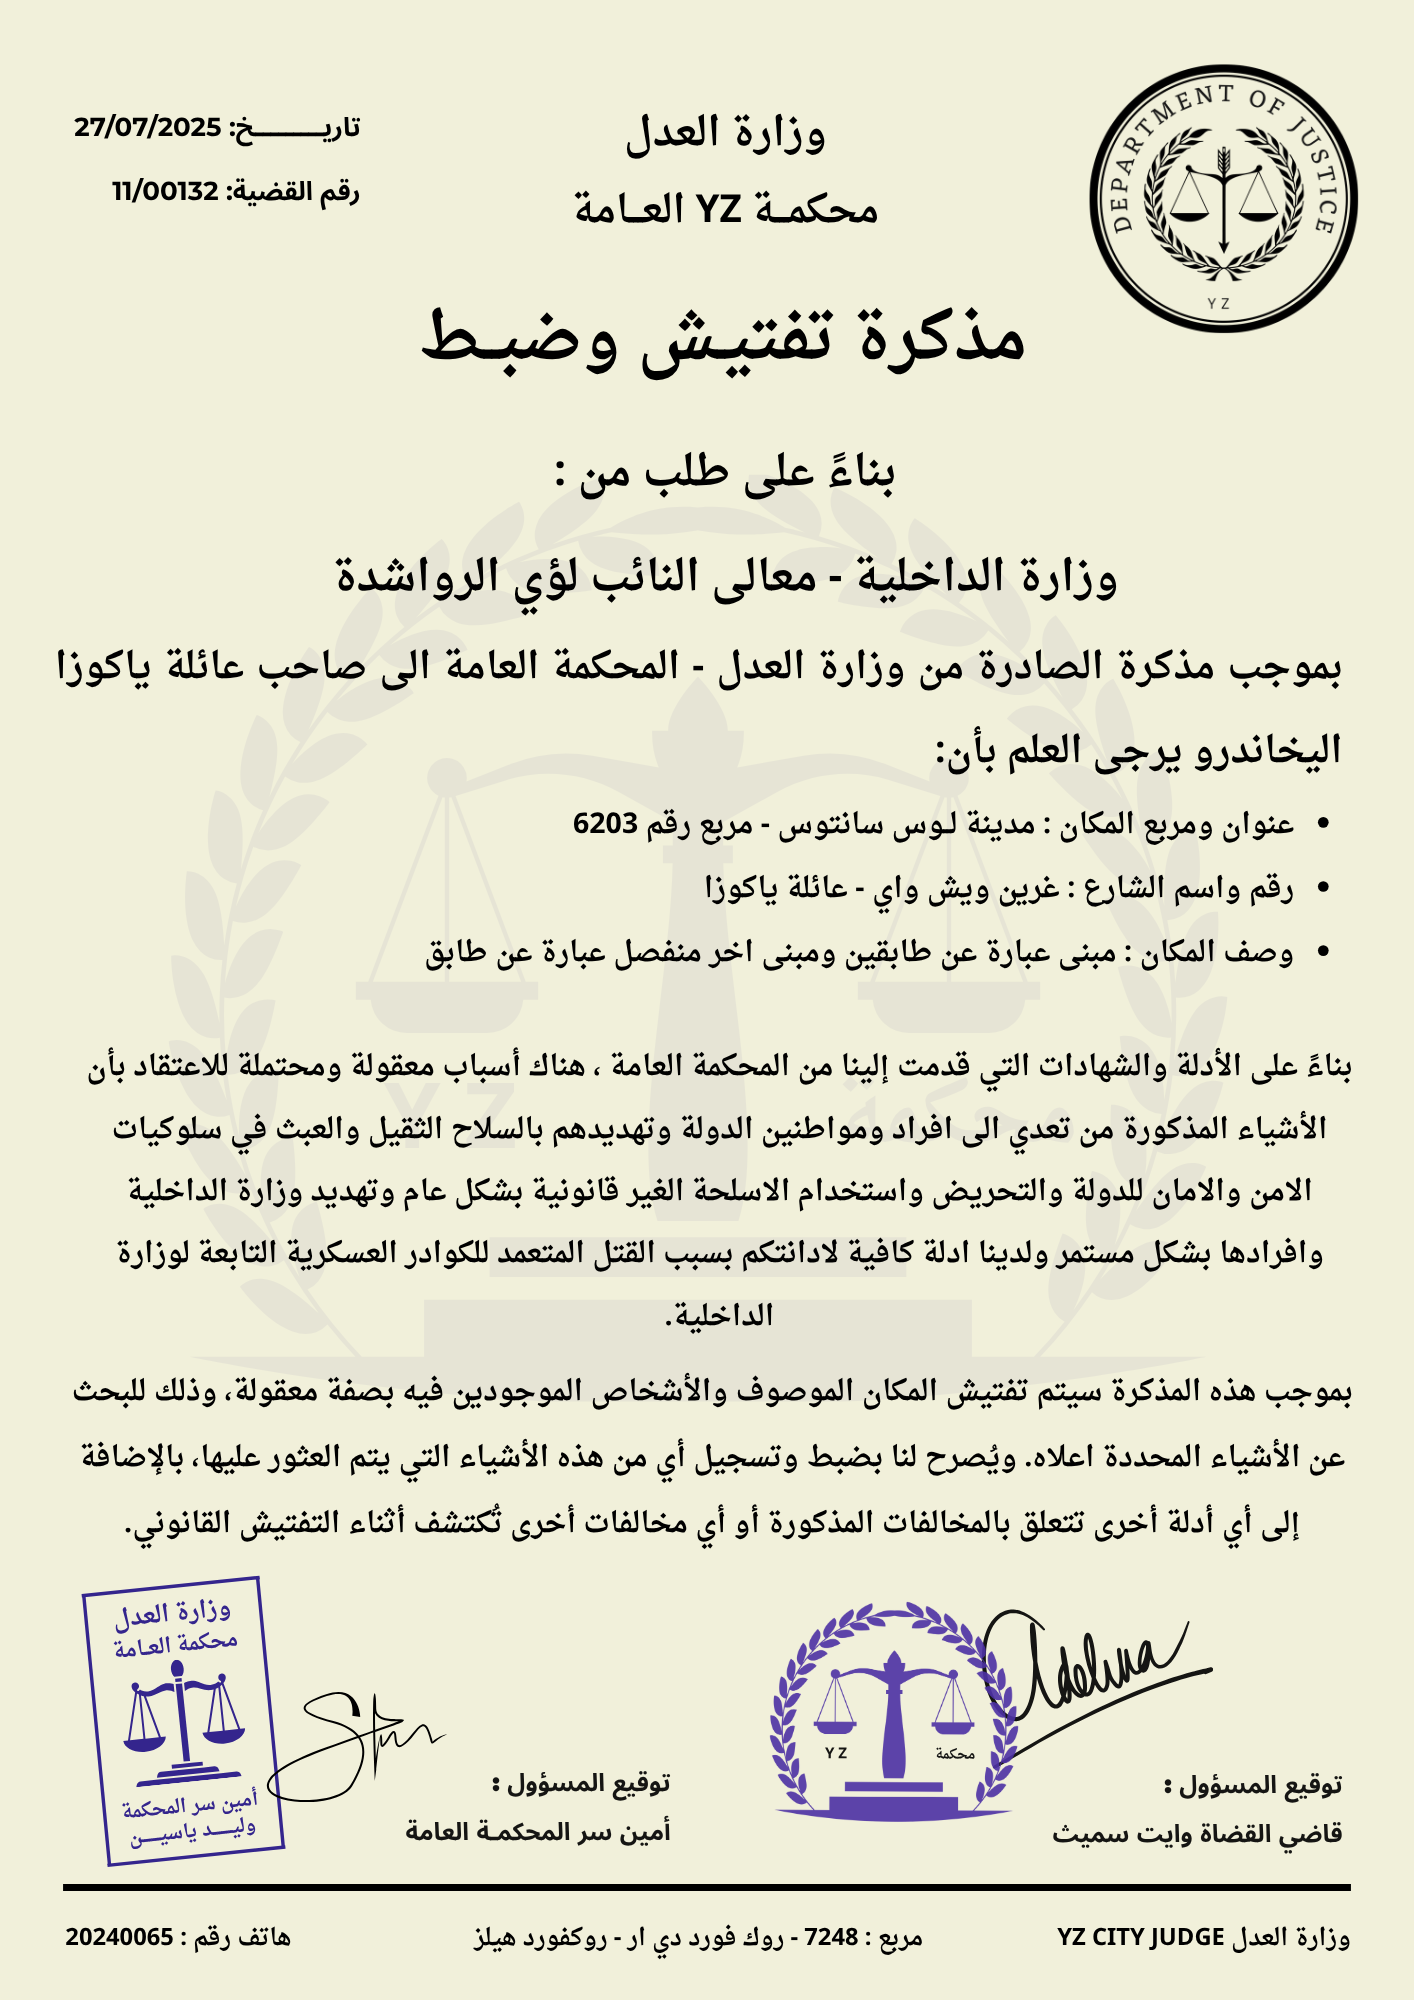 DEPARTMENT OF JUSTICE
YZ
وزارة العدل
محكمـة YZ العـامة
تاريــــــــــخ: 27/07/2025
رقم القضية: 11/00132
مذكرة تفتيـش وضبـط
بناءً على طلب من :
وزارة الداخلية - معالى النائب لؤي الرواشدة
بموجب مذكرة الصادرة من وزارة العدل - المحكمة العامة الى صاحب عائلة ياكوزا
اليخاندرو يرجى العلم بأن:
• عنوان ومربع المكان : مدينة لـوس سانتوس - مربع رقم 6203
• رقم واسم الشارع : غرين ويش واي - عائلة ياكوزا
• وصف المكان : مبنى عبارة عن طابقين ومبنى اخر منفصل عبارة عن طابق
بناءً على الأدلة والشهادات التي قدمت إلينا من المحكمة العامة ، هناك أسباب معقولة ومحتملة للاعتقاد بأن
الأشياء المذكورة من تعدي الى افراد ومواطنين الدولة وتهديدهم بالسلاح الثقيل والعبث في سلوكيات
الامن والامان للدولة والتحريض واستخدام الاسلحة الغير قانونية بشكل عام وتهديد وزارة الداخلية
وافرادها بشكل مستمر ولدينا ادلة كافية لادانتكم بسبب القتل المتعمد للكوادر العسكرية التابعة لوزارة
الداخلية.
محكمة YZ
بموجب هذه المذكرة سيتم تفتيش المكان الموصوف والأشخاص الموجودين فيه بصفة معقولة، وذلك للبحث
عن الأشياء المحددة اعلاه. ويُصرح لنا بضبط وتسجيل أي من هذه الأشياء التي يتم العثور عليها، بالإضافة
إلى أي أدلة أخرى تتعلق بالمخالفات المذكورة أو أي مخالفات أخرى تُكتشف أثناء التفتيش القانوني.
محكمة YZ
توقيع المسؤول :
قاضي القضاة وايت سميث
توقيع المسؤول :
أمين سر المحكمـة العامة
وزارة العدل
محكمة العـامة
أمين سر المحكمة
وليــــد ياسيــــن
وزارة العدل YZ CITY JUDGE
مربع : 7248 - روك فورد دي ار - روكفورد هيلز
هاتف رقم : 20240065